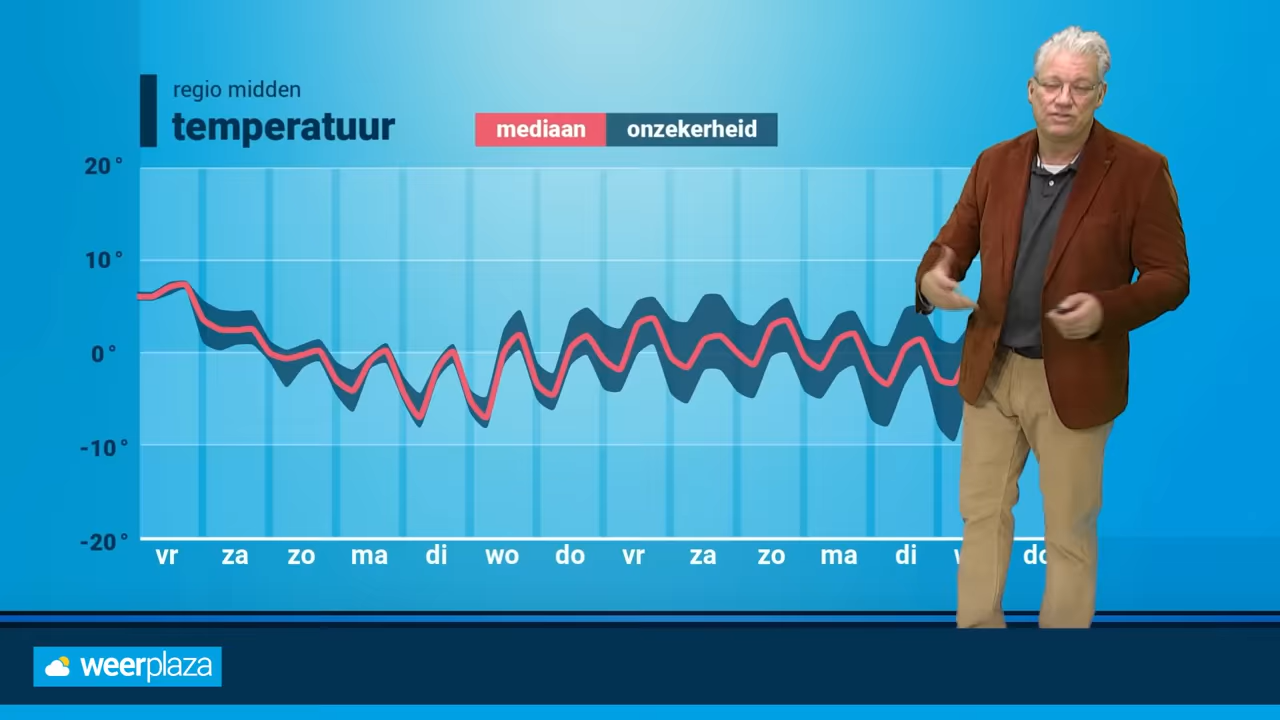 regio midden
temperatuur
mediaan onzekerheid
20°
10°
0°
-10°
-20°
vr za zo ma di wo do vr za zo ma di
weerplaza